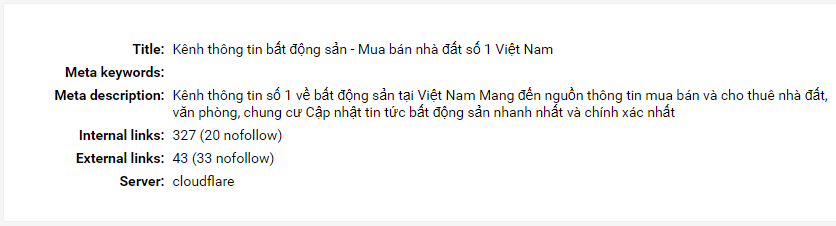 Title: Kênh thông tin bất động sản - Mua bán nhà đất số 1 Việt Nam
Meta keywords:
Meta description: Kênh thông tin số 1 về bất động sản tại Việt Nam Mang đến nguồn thông tin mua bán và cho thuê nhà đất,
văn phòng, chung cư Cập nhật tin tức bất động sản nhanh nhất và chính xác nhất
Internal links: 327 (20 nofollow)
External links: 43 (33 nofollow)
Server: cloudflare